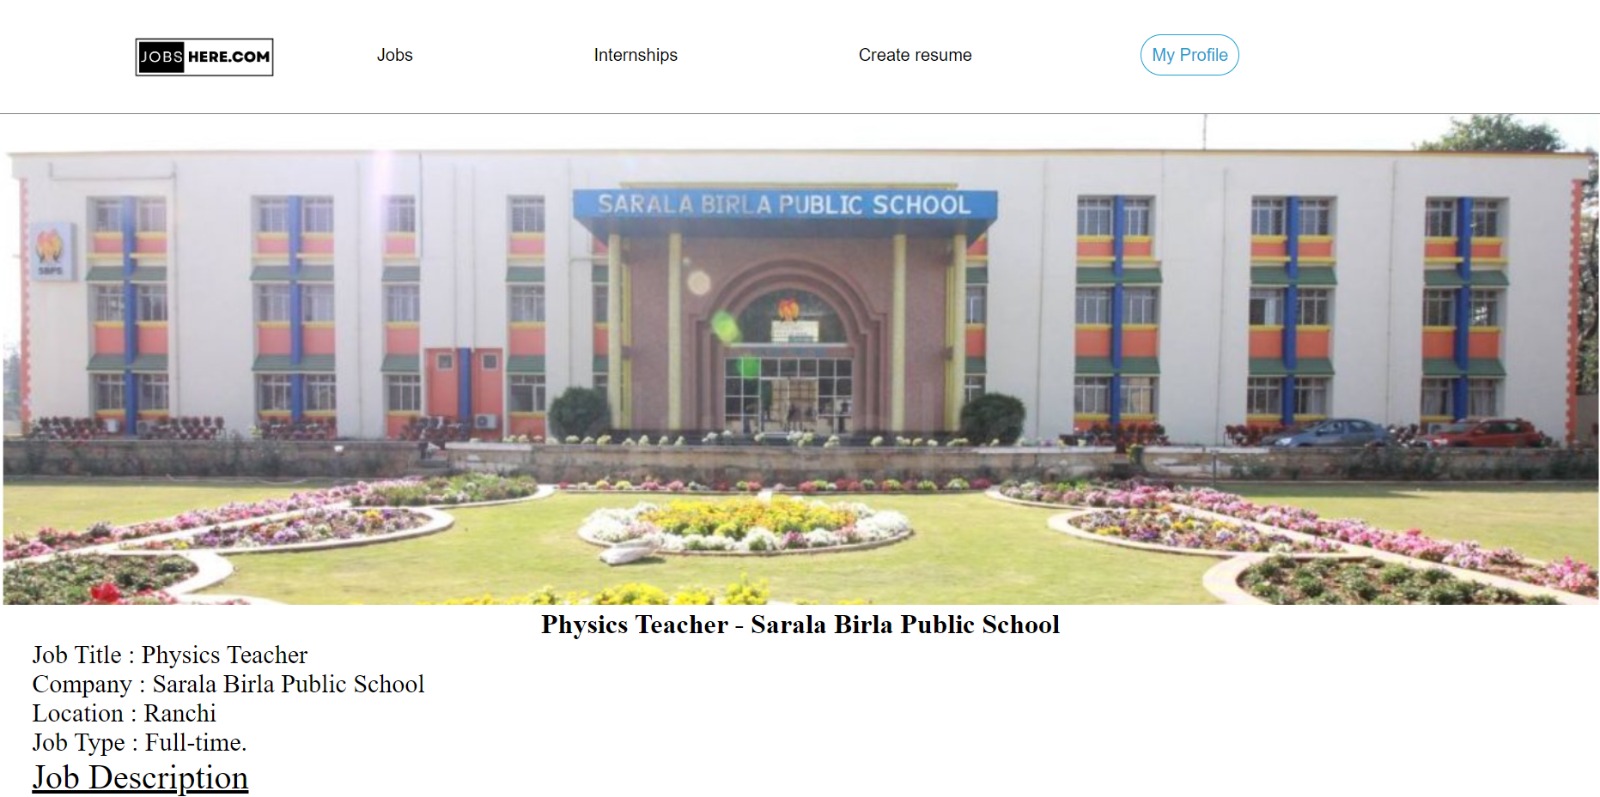 JOBS HERE.COM
Jobs
Internships
Create resume
My Profile
SARALA BIRLA PUBLIC SCHOOL
SBPS
Physics Teacher - Sarala Birla Public School
Job Title : Physics Teacher
Company : Sarala Birla Public School
Location : Ranchi
Job Type : Full-time.
Job Description